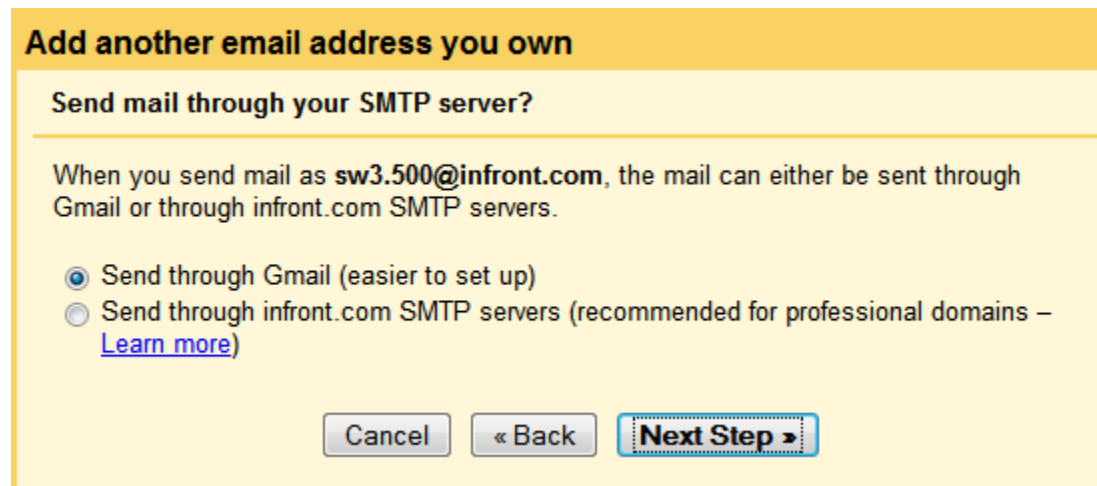 Add another email address you own
Send mail through your SMTP server?
When you send mail as sw3.500@infront.com, the mail can either be sent through
Gmail or through infront.com SMTP servers.
Send through Gmail (easier to set up)
Send through infront.com SMTP servers (recommended for professional domains –
Learn more)
Cancel
« Back
Next Step »